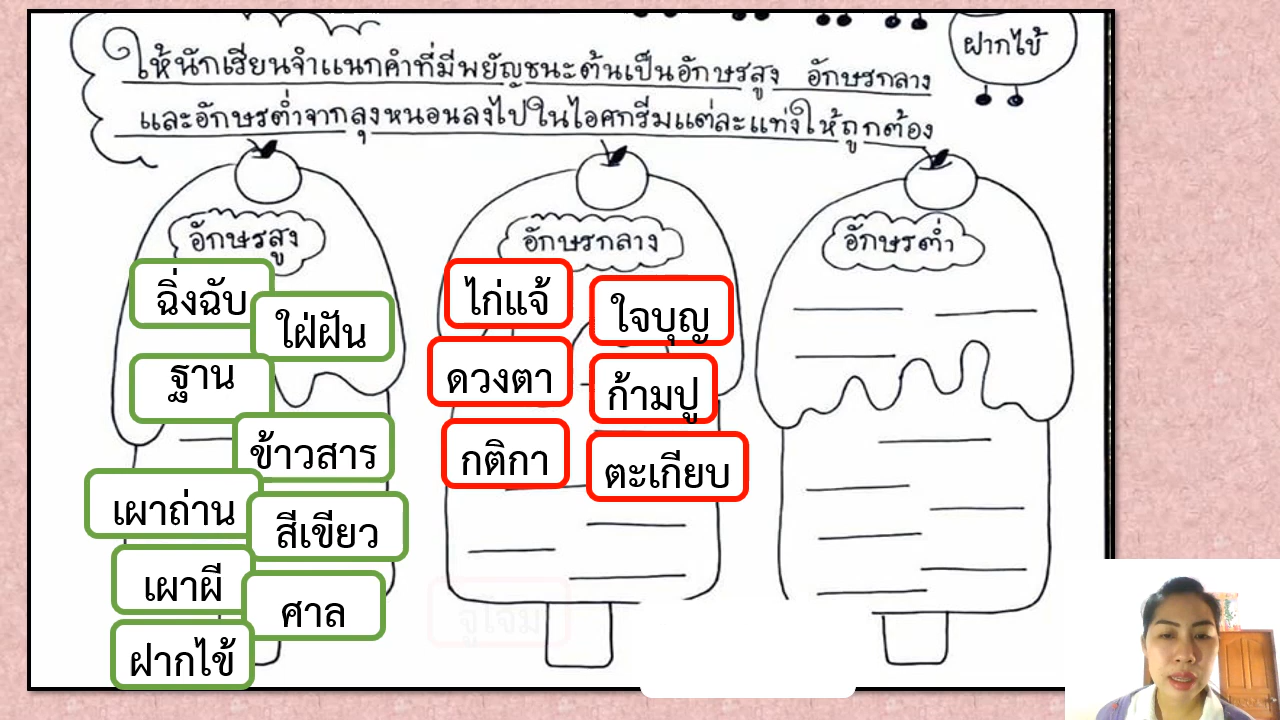 ฝากไข้
ให้นักเรียนจำแนกคำที่มีพยัญชนะต้นเป็นอักษรสูง อักษรกลาง
และอักษรต่ำจากลุงหนอนลงไปในไอศกรีมแต่ละแท่งให้ถูกต้อง
อักษรสูง
ฉิ่งฉับ
ใฝ่ฝัน
ฐาน
ข้าวสาร
เผาถ่าน
สีเขียว
เผาผี
ศาล
ฝากไข้
อักษรกลาง
ไก่แจ้
ใจบุญ
ดวงตา
ก้ามปู
กติกา
ตะเกียบ
อักษรต่ำ